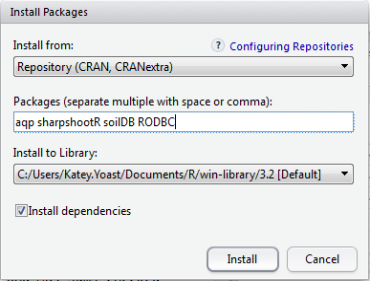 Install Packages
Install from:
? Configuring Repositories
Repository (CRAN, CRANextra)
Packages (separate multiple with space or comma):
aqp sharpshootR soilDB RODBC
Install to Library:
C:/Users/Katey.Yoast/Documents/R/win-library/3.2 [Default]
Install dependencies
Install
Cancel